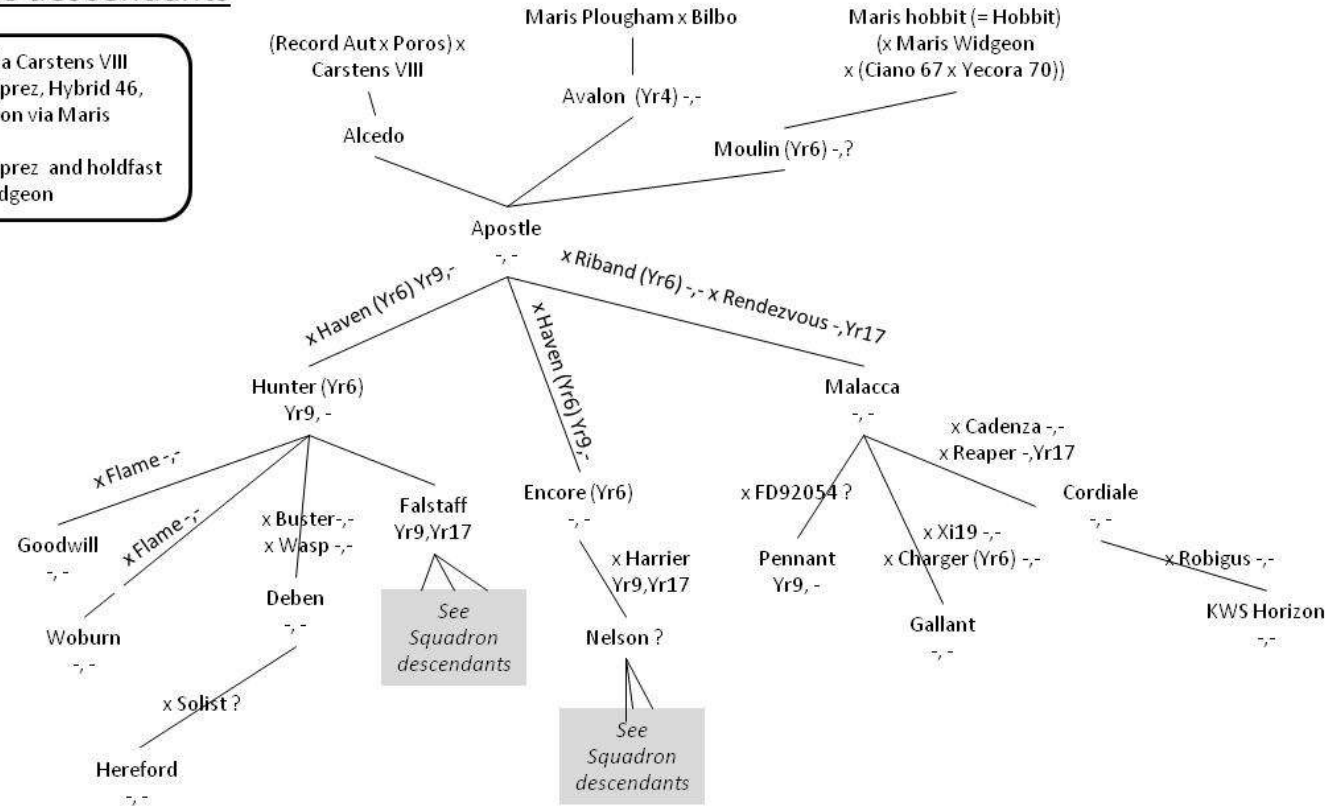 descendants
a Carstens VIII
prez, Hybrid 46,
on via Maris
prez and holdfast
dgeon
(Record Aut x Poros) x
Carstens VIII
Maris Plougham x Bilbo
Maris hobbit (= Hobbit)
(x Maris Widgeon
x (Ciano 67 x Yecora 70))
Alcedo
Avalon (Yr4) -,-
Moulin (Yr6) -,?
Apostle
-, -
x Haven (Yr6) Yr9,-
x Haven (Yr6) Yr9,-
x Riband (Yr6) -,- x Rendezvous -,Yr17
Hunter (Yr6)
Yr9, -
Malacca
-, -
x Flame -,-
x Flame -,-
x Buster-,-
x Wasp -,-
Falstaff
Yr9,Yr17
Encore (Yr6)
-, -
x FD92054 ?
x Cadenza -,-
x Reaper -,Yr17
x Xi19 -,-
x Charger (Yr6) -,-
Cordiale
-, -
Goodwill
-, -
Woburn
-, -
Deben
-, -
See
Squadron
descendants
x Harrier
Yr9,Yr17
Nelson ?
Pennant
Yr9, -
Gallant
-, -
x Robigus -,-
KWS Horizon
-,-
x Solist ?
See
Squadron
descendants
Hereford
-, -